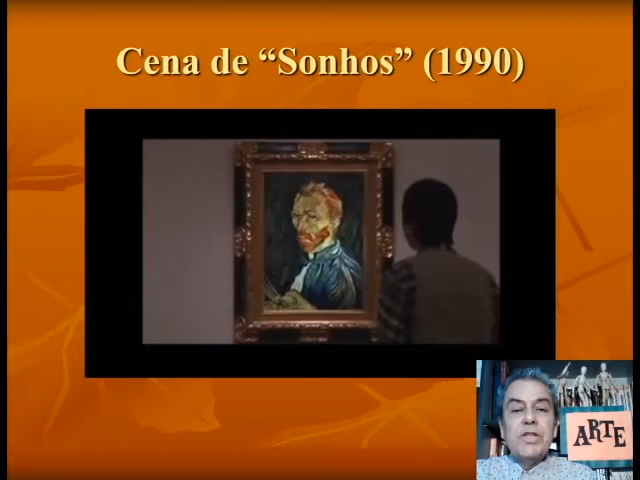 Cena de “Sonhos” (1990)
ARTE